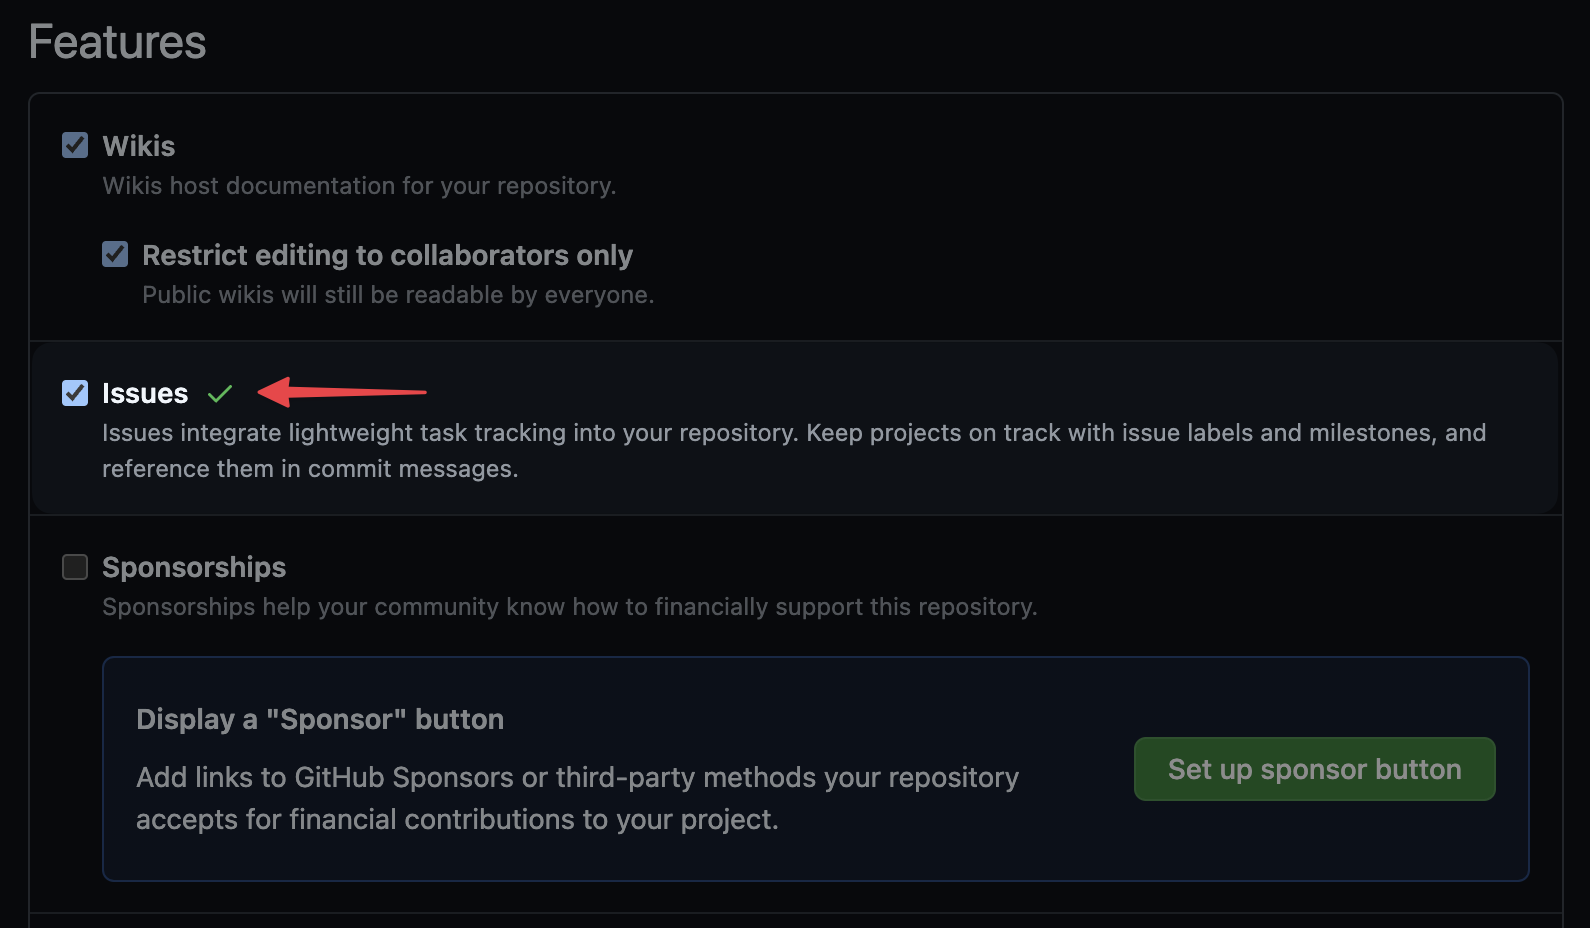 Features
Wikis
Wikis host documentation for your repository.
Restrict editing to collaborators only
Public wikis will still be readable by everyone.
Issues
Issues integrate lightweight task tracking into your repository. Keep projects on track with issue labels and milestones, and
reference them in commit messages.
Sponsorships
Sponsorships help your community know how to financially support this repository.
Display a "Sponsor" button
Add links to GitHub Sponsors or third-party methods your repository
accepts for financial contributions to your project.
Set up sponsor button